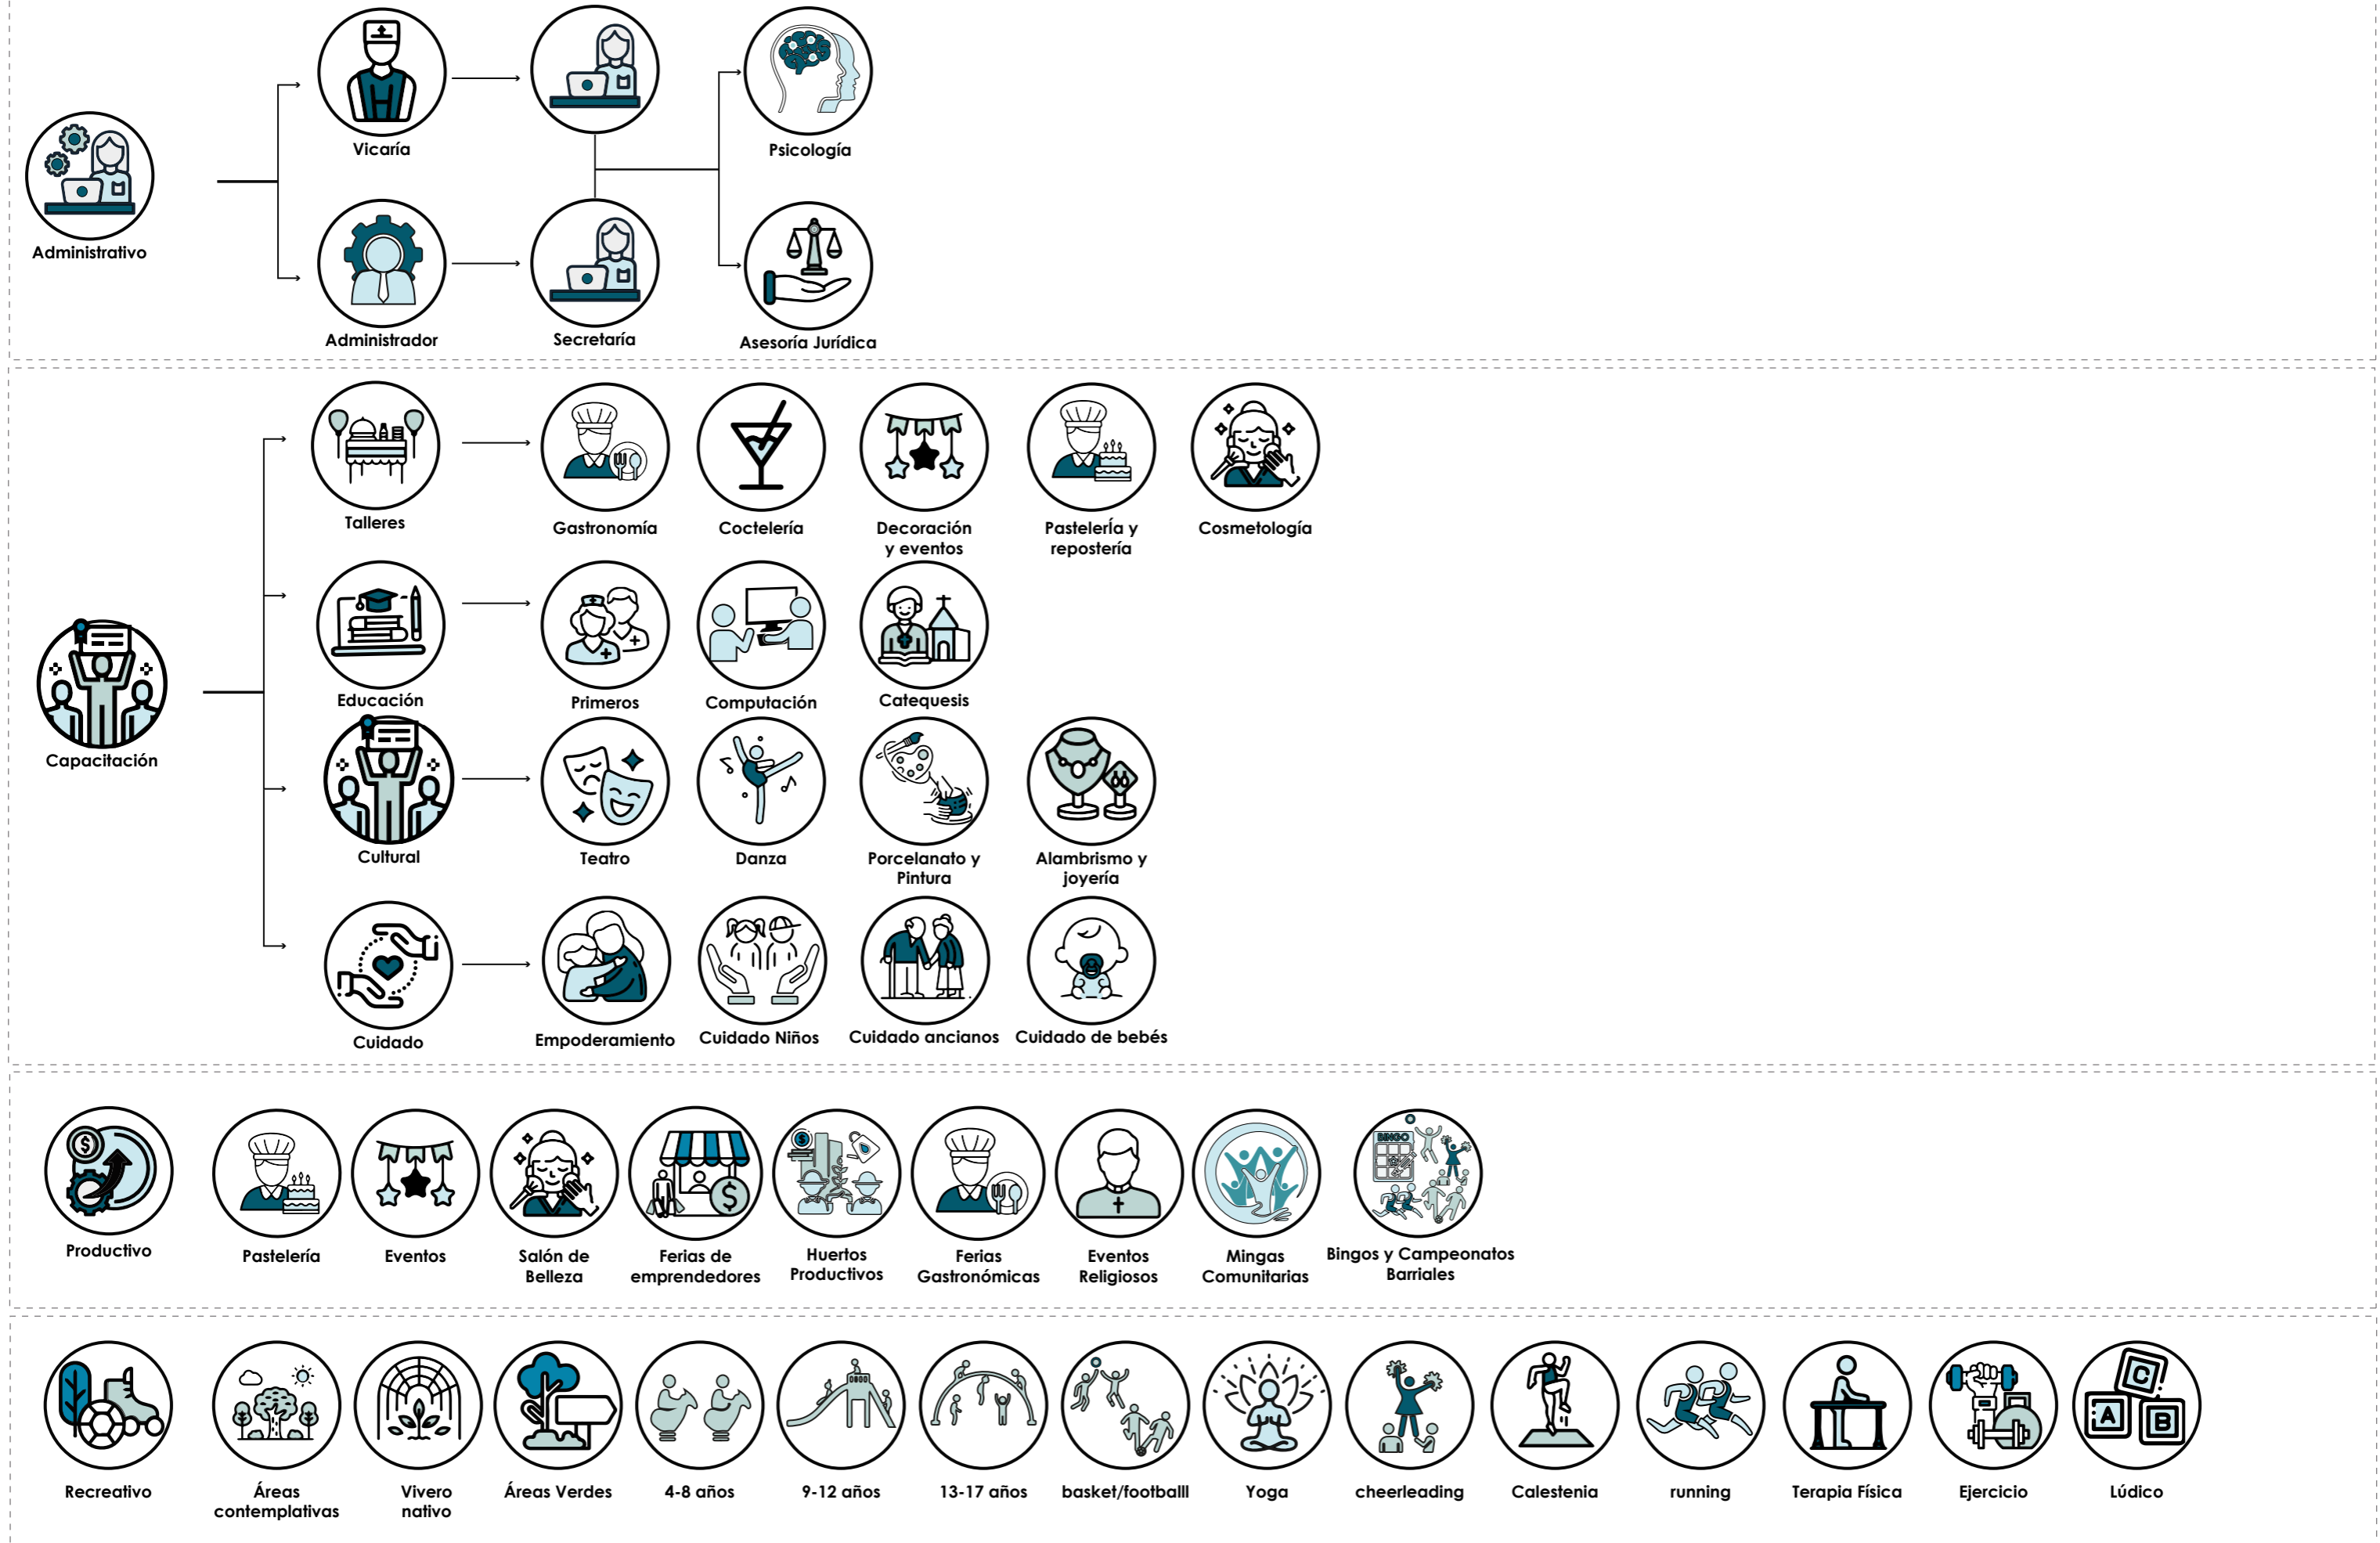 Vicaría
Psicología
Administrativo
Administrador
Secretaría
Asesoría Jurídica
Talleres
Gastronomía
Coctelería
Decoración
y eventos
Pastelería y
repostería
Cosmetología
Educación
Primeros
Computación
Catequesis
Capacitación
Cultural
Teatro
Danza
Porcelanato y
Pintura
Alambrismo y
joyería
Cuidado
Empoderamiento
Cuidado Niños
Cuidado ancianos
Cuidado de bebés
$
$
$
BINGO
Productivo
Pastelería
Eventos
Salón de
Belleza
Ferias de
emprendedores
Huertos
Productivos
Ferias
Gastronómicas
Eventos
Religiosos
Mingas
Comunitarias
Bingos y Campeonatos
Barriales
C
A
B
Recreativo
Áreas
contemplativas
Vivero
nativo
Áreas Verdes
4-8 años
9-12 años
13-17 años
basket/footballl
Yoga
cheerleading
Calestenia
running
Terapia Física
Ejercicio
Lúdico